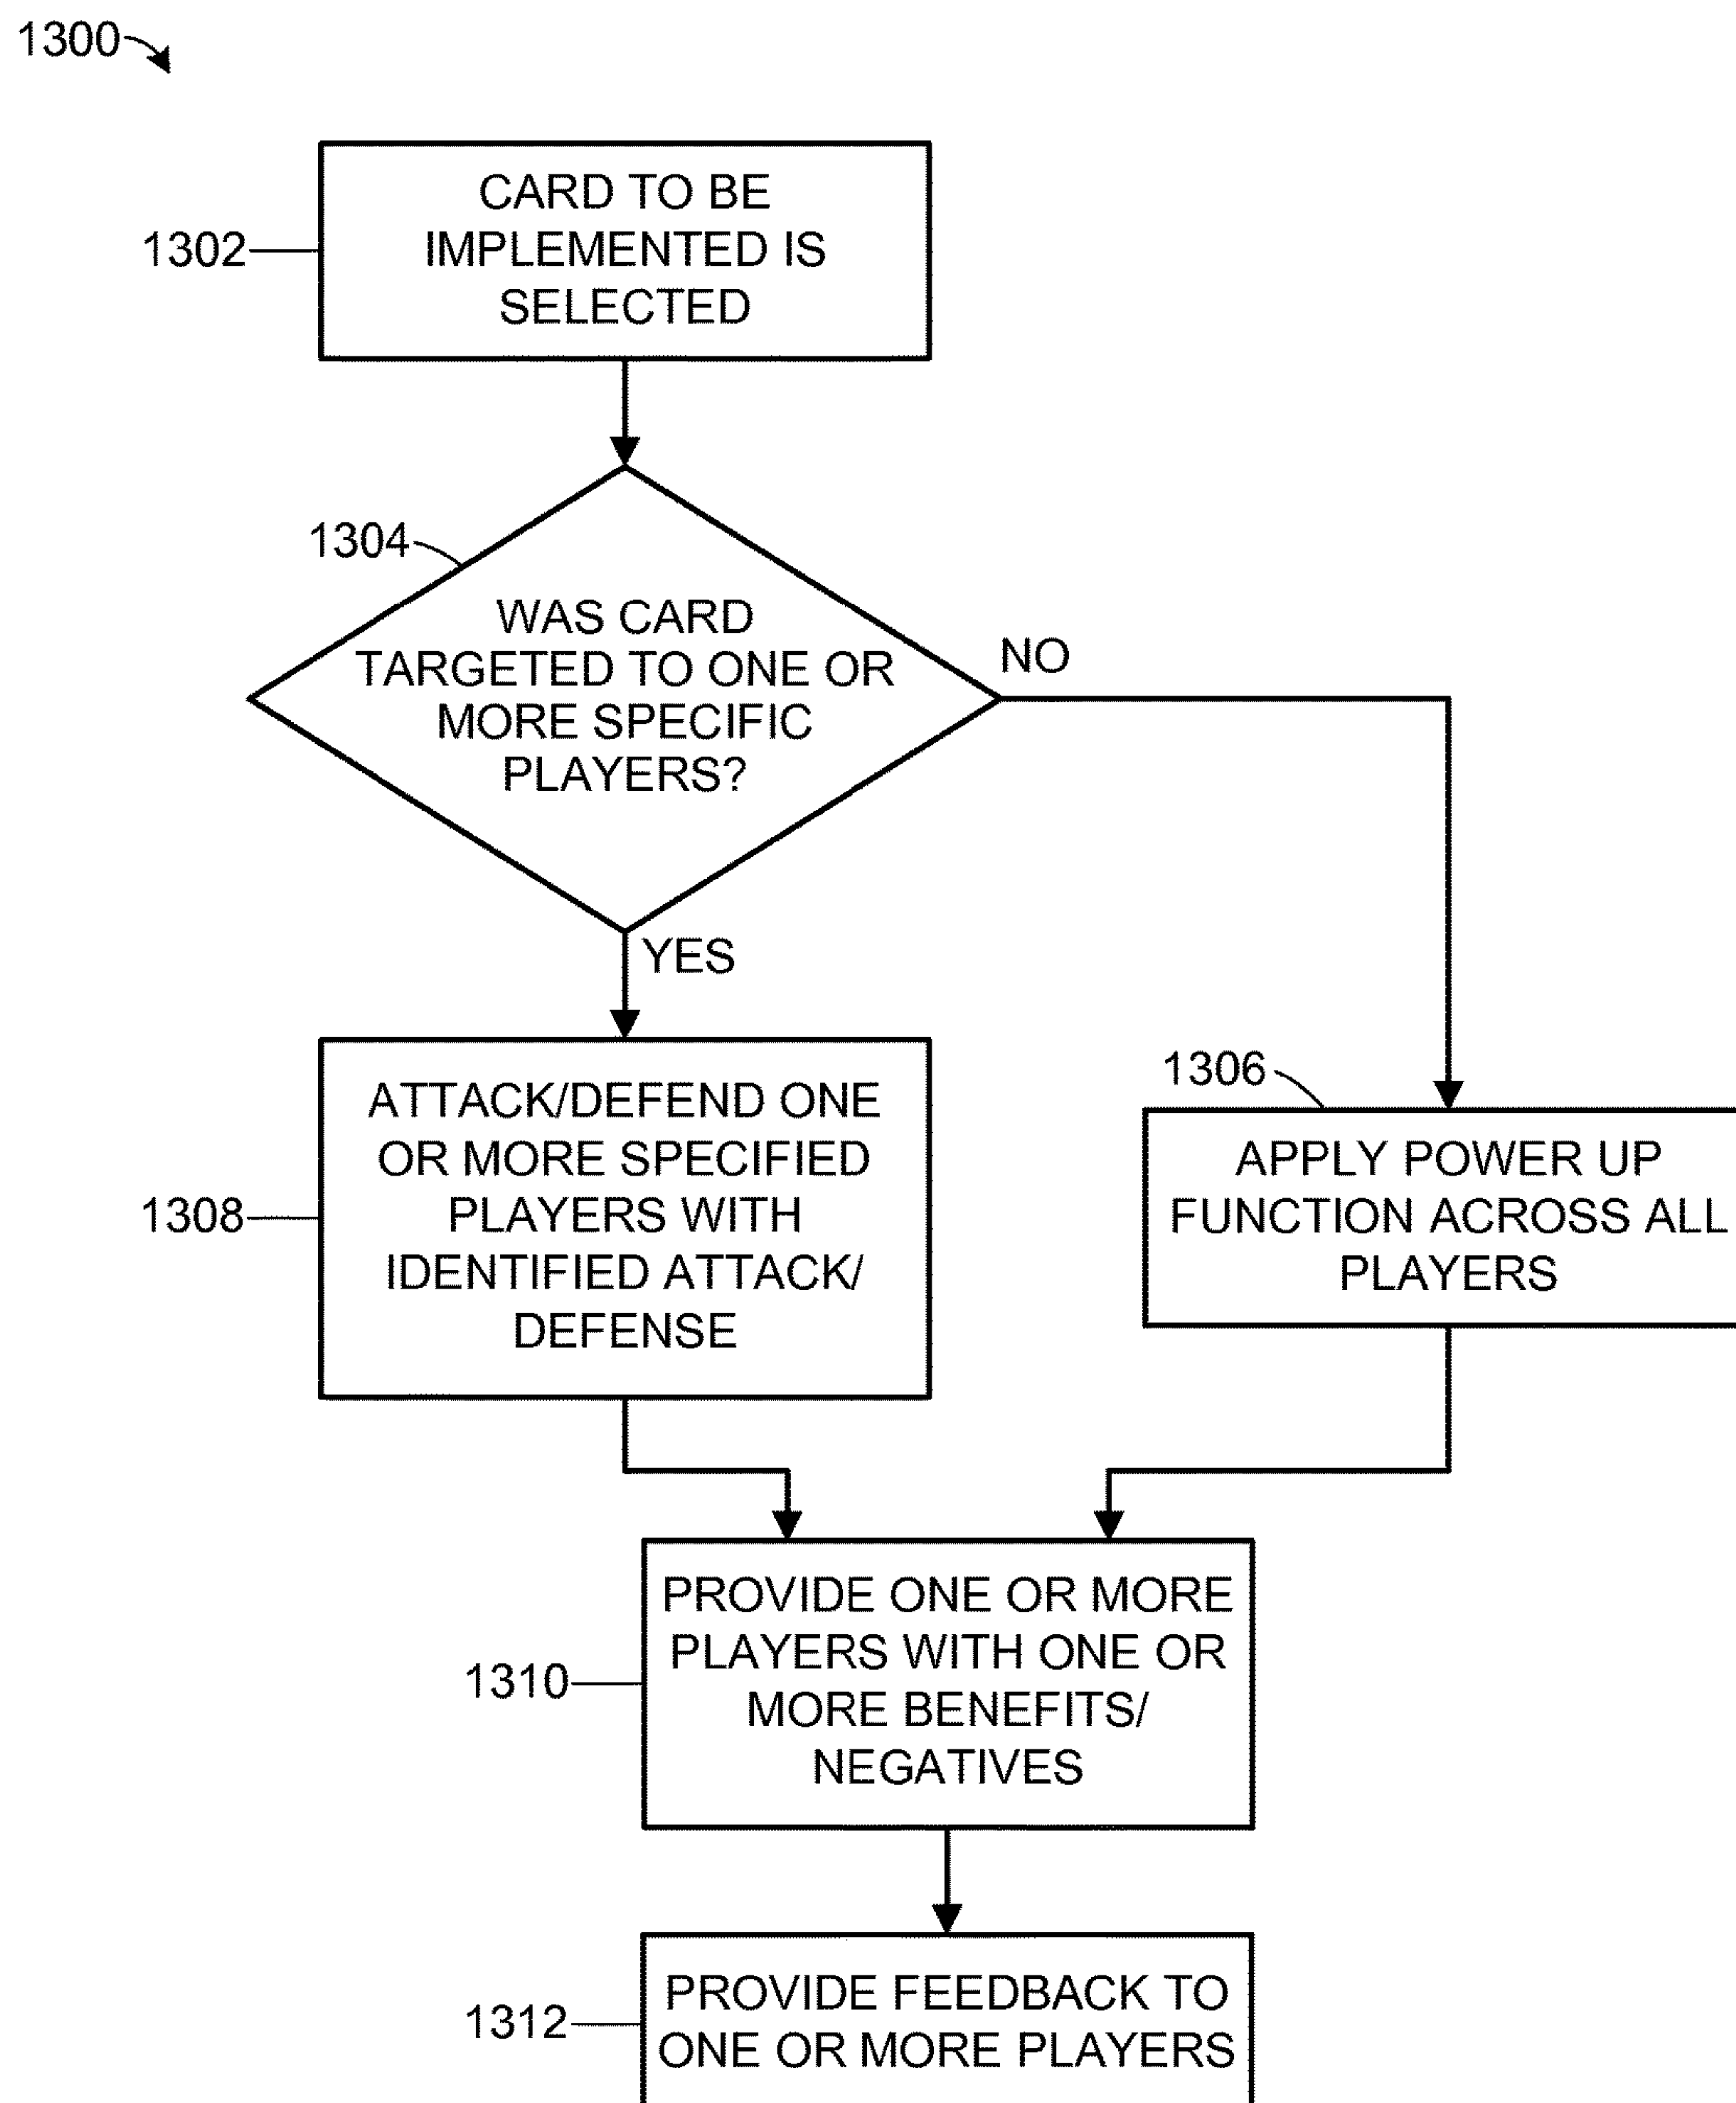 1300
CARD TO BE
IMPLEMENTED IS
SELECTED
1302
1304
WAS CARD
TARGETED TO ONE OR
MORE SPECIFIC
PLAYERS?
NO
YES
ATTACK/DEFEND ONE
OR MORE SPECIFIED
PLAYERS WITH
IDENTIFIED ATTACK/
DEFENSE
1308
1306
APPLY POWER UP
FUNCTION ACROSS ALL
PLAYERS
PROVIDE ONE OR MORE
PLAYERS WITH ONE OR
MORE BENEFITS/
NEGATIVES
1310
PROVIDE FEEDBACK TO
ONE OR MORE PLAYERS
1312